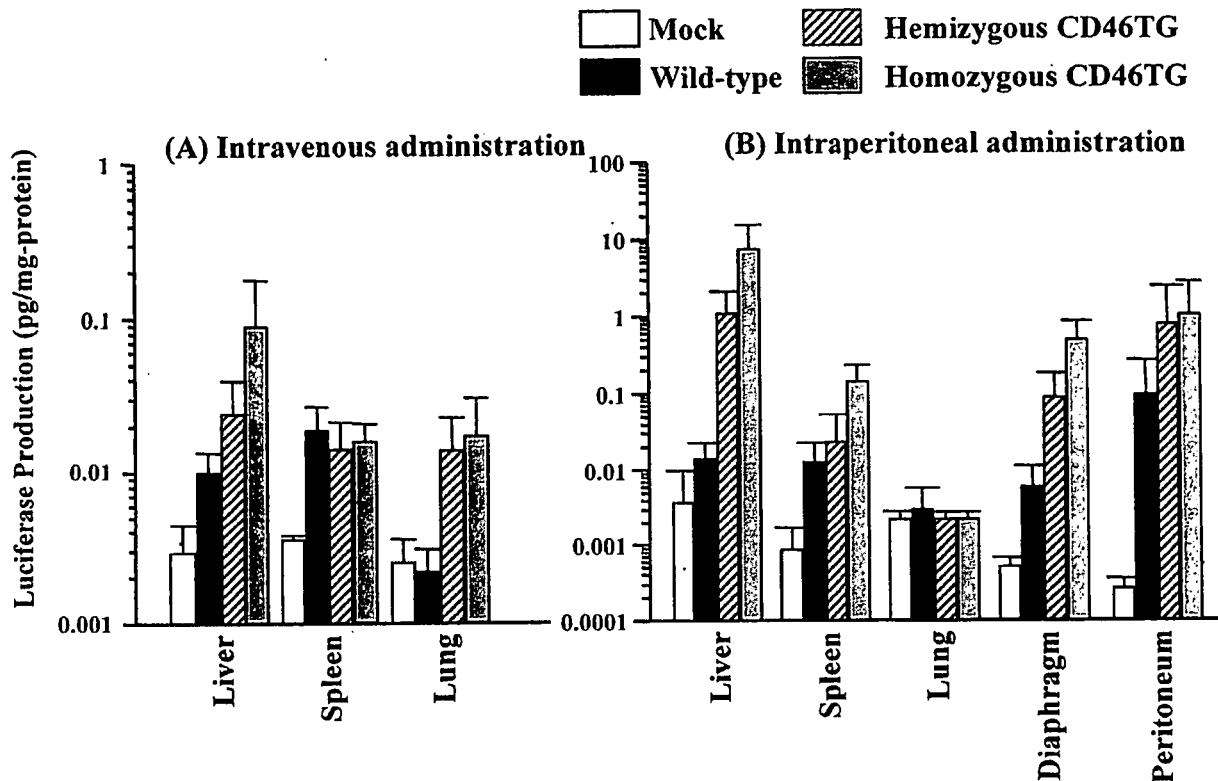 Mock
Hemizygous CD46TG
Wild-type
Homozygous CD46TG
(A) Intravenous administration
(B) Intraperitoneal administration
Luciferase Production (pg/mg-protein)
1
0.1
0.01
0.001
100
10
1
0.1
0.01
0.001
0.0001
Liver
Spleen
Lung
Liver
Spleen
Lung
Diaphragm
Peritoneum